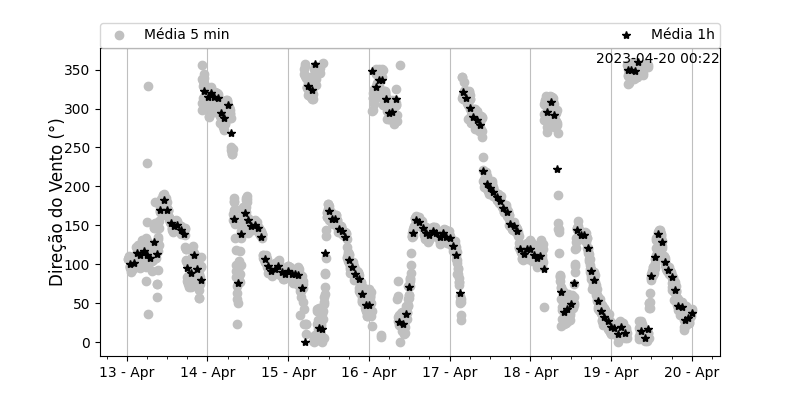 Média 5 min
Média 1h
2023-04-20 00:22
Direção do Vento (°)
350
300
250
200
150
100
50
0
13 - Apr
14 - Apr
15 - Apr
16 - Apr
17 - Apr
18 - Apr
19 - Apr
20 - Apr